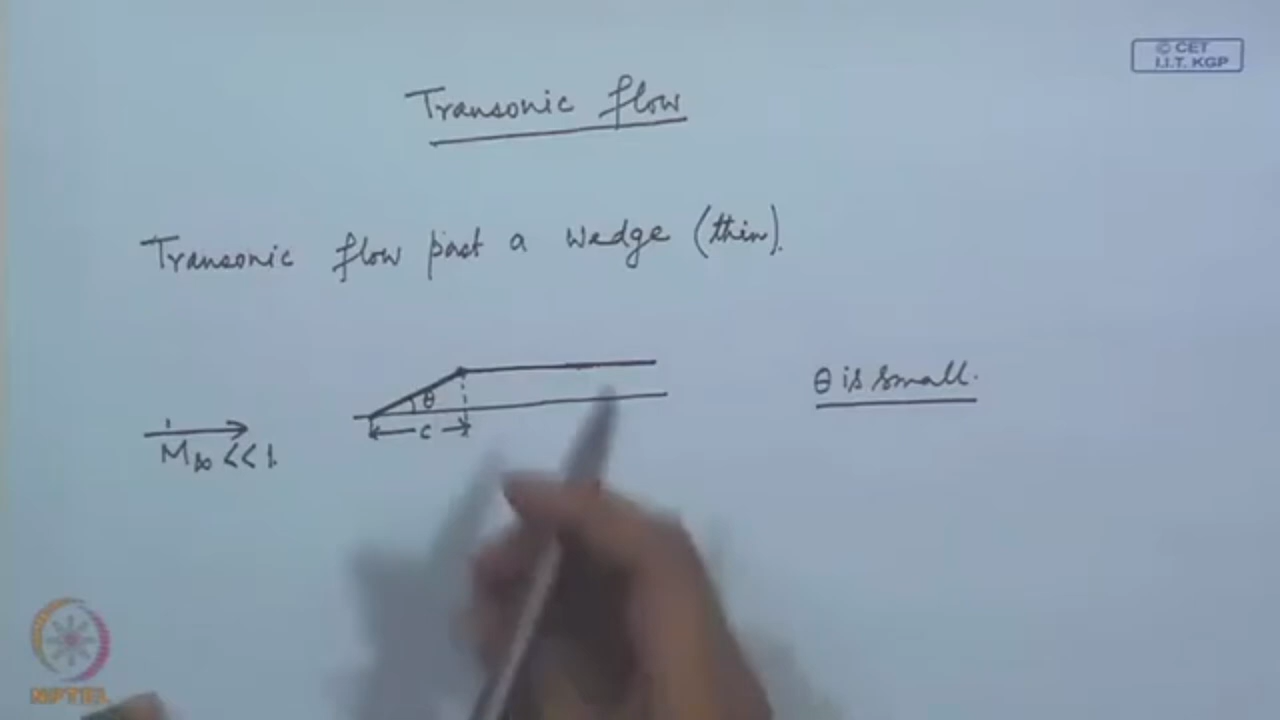 © CET
I.I.T. KGP
Transonic flow
Transonic flow past a wedge (thin).
θ is small.
θ
c
M∞ << 1.
NPTEL